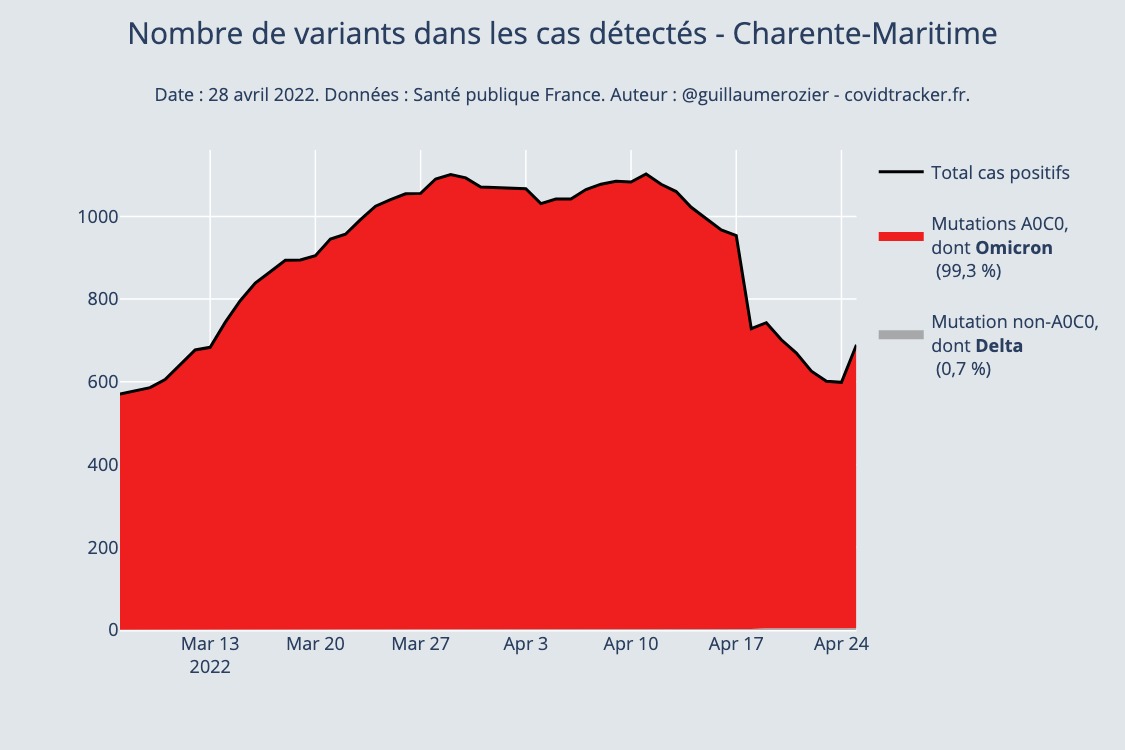 Nombre de variants dans les cas détectés - Charente-Maritime
Date : 28 avril 2022. Données : Santé publique France. Auteur : @guillaumerozier - covidtracker.fr.
Total cas positifs
Mutations A0C0,
dont Omicron
(99,3 %)
Mutation non-A0C0,
dont Delta
(0,7 %)
1000
800
600
400
200
0
Mar 13
2022
Mar 20
Mar 27
Apr 3
Apr 10
Apr 17
Apr 24